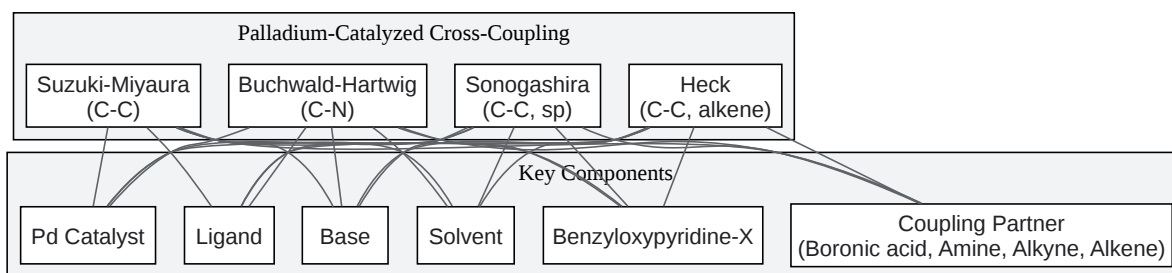 Palladium-Catalyzed Cross-Coupling
Suzuki-Miyaura
(C-C)
Buchwald-Hartwig
(C-N)
Sonogashira
(C-C, sp)
Heck
(C-C, alkene)
Key Components
Pd Catalyst
Ligand
Base
Solvent
Benzyloxypyridine-X
Coupling Partner
(Boronic acid, Amine, Alkyne, Alkene)